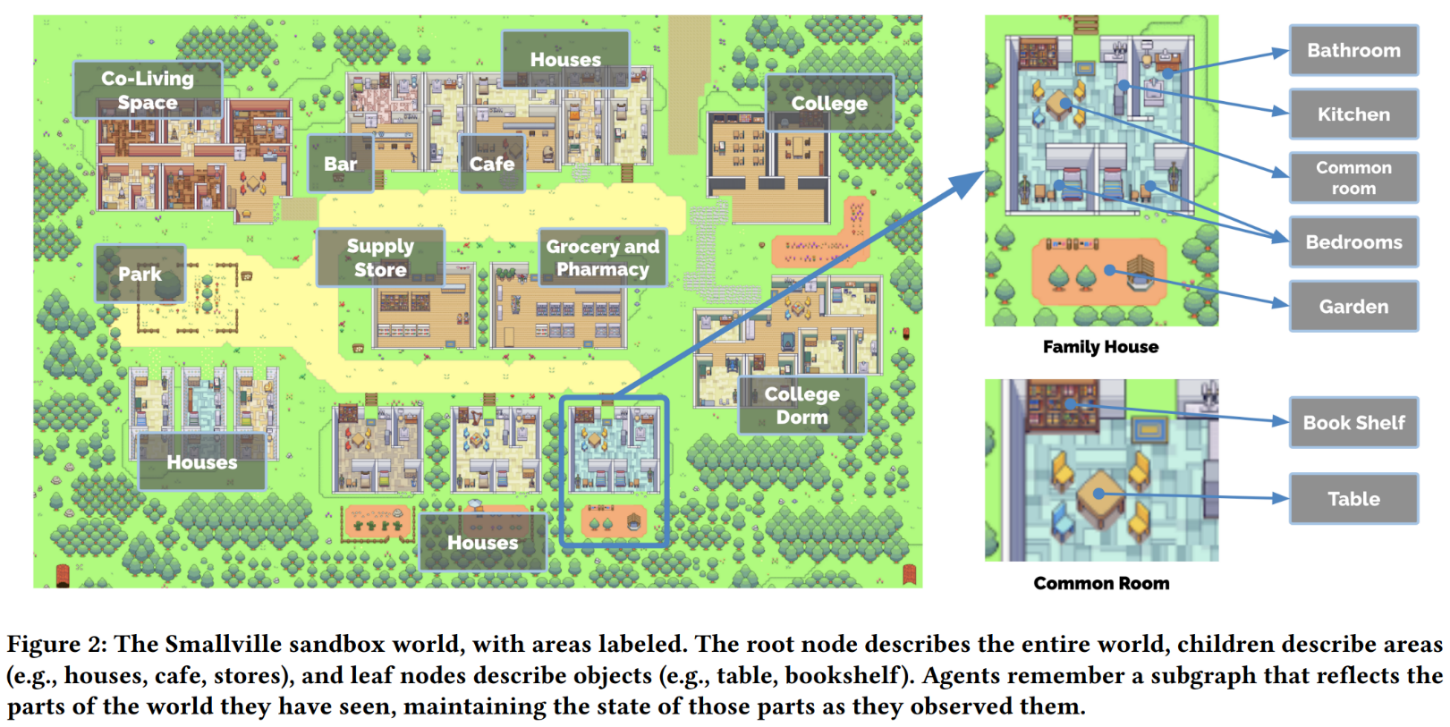 Co-Living
Space
Houses
College
Bar
Cafe
Park
Supply
Store
Grocery and
Pharmacy
College
Dorm
Houses
Houses
Bathroom
Kitchen
Common
room
Bedrooms
Garden
Family House
Book Shelf
Table
Common Room
Figure 2: The Smallville sandbox world, with areas labeled. The root node describes the entire world, children describe areas
(e.g., houses, cafe, stores), and leaf nodes describe objects (e.g., table, bookshelf). Agents remember a subgraph that reflects the
parts of the world they have seen, maintaining the state of those parts as they observed them.